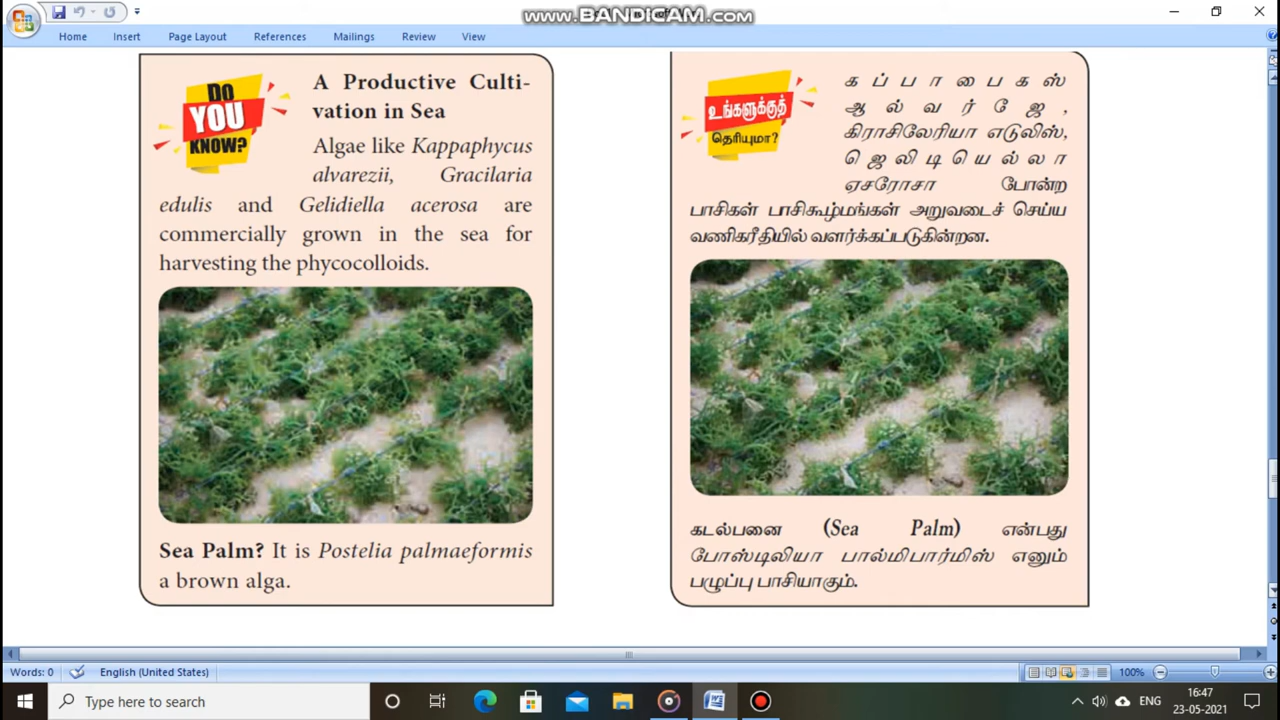 www.BANDICAM.com
Home Insert Page Layout References Mailings Review View
DO
YOU
KNOW?
A Productive Culti-
vation in Sea
Algae like Kappaphycus
alvarezii, Gracilaria
edulis and Gelidiella acerosa are
commercially grown in the sea for
harvesting the phycocolloids.
Sea Palm? It is Postelia palmaeformis
a brown alga.
உங்களுக்குத்
தெரியுமா?
கப்பாபைகஸ்
ஆல்வர்ஜே,
கிராசிலேரியா எடுலிஸ்,
ஜெலிடியெல்லா
ஏசரோசா போன்ற
பாசிகள் பாசிகூழ்மங்கள் அறுவடைச் செய்ய
வணிகரீதியில் வளர்க்கப்படுகின்றன.
கடல்பனை (Sea Palm) என்பது
போஸ்டிலியா பால்மிபார்மிஸ் எனும்
பழுப்பு பாசியாகும்.
Words: 0 English (United States) 100%
Type here to search
ENG
16:47
23-05-2021